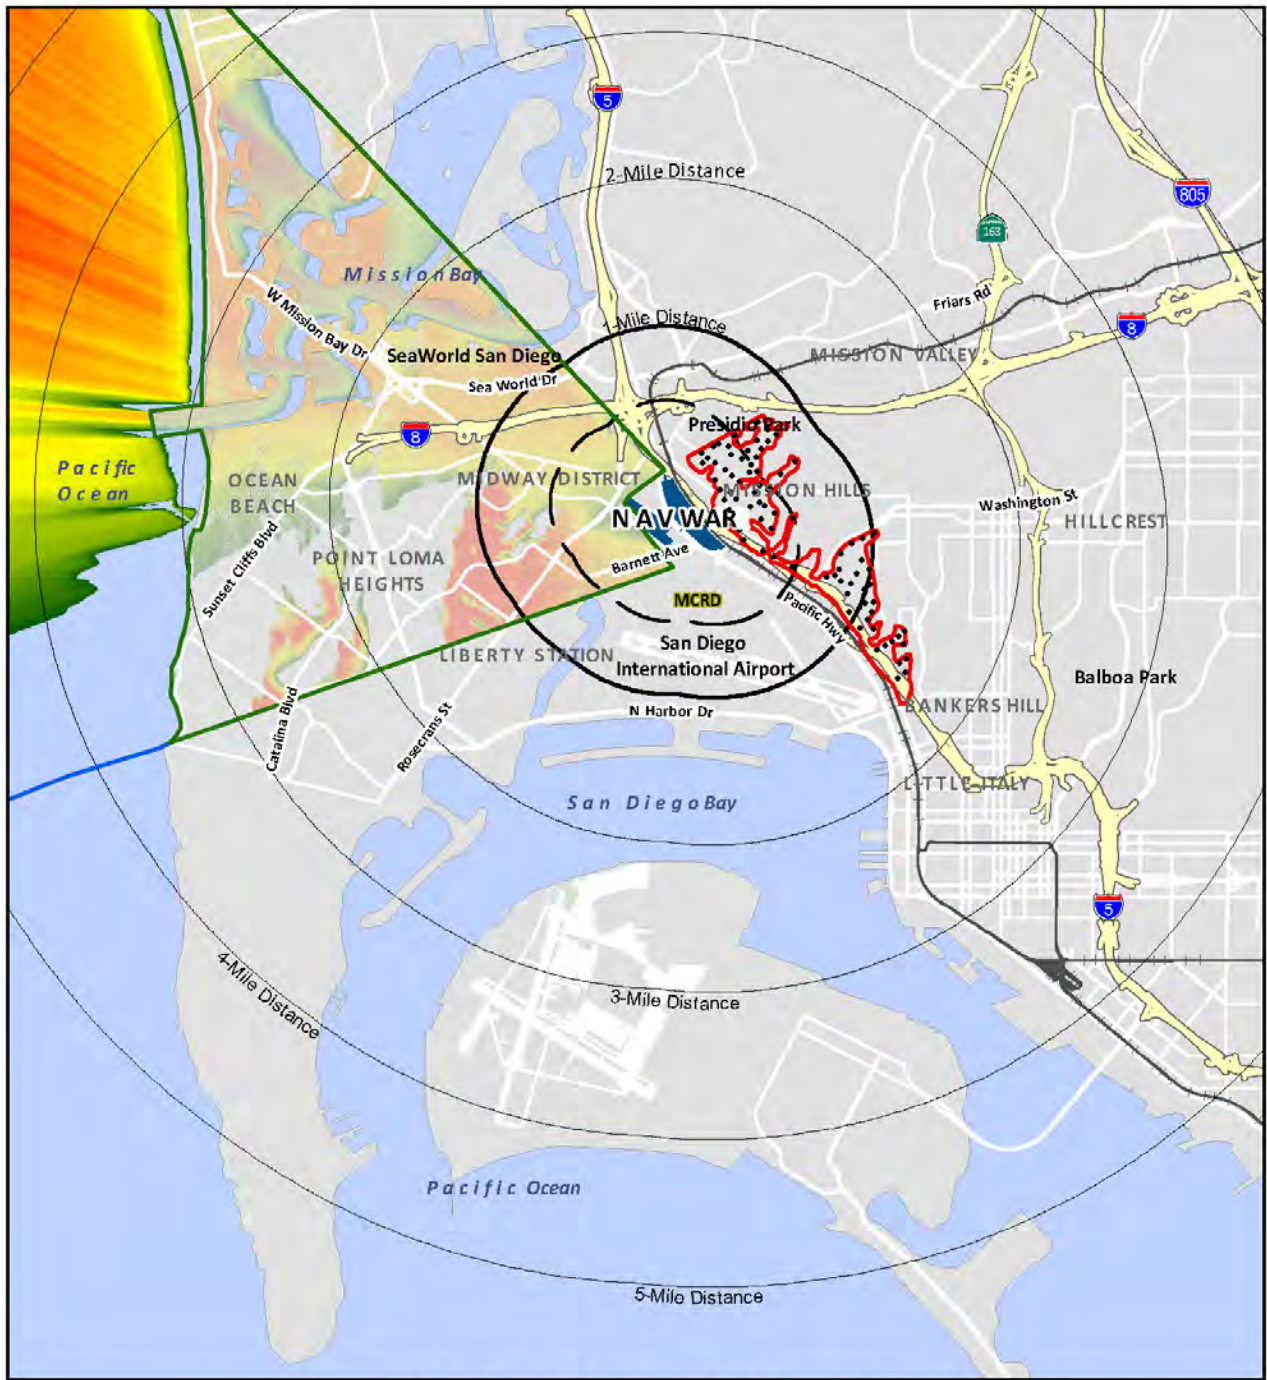 5
2-Mile Distance
805
163
Mission Bay
Friars Rd
W Mission Bay Dr
1-Mile Distance
8
SeaWorld San Diego
MISSION VALLEY
Sea World Dr
Presidio Park
8
Pacific
Ocean
OCEAN
BEACH
MIDWAY DISTRICT
MISSION HILLS
Washington St
HILLCREST
NAVWAR
POINT LOMA
HEIGHTS
Barnett Ave
Sunset Cliffs Blvd
MCRD
Pacific Hwy
San Diego
International Airport
LIBERTY STATION
Balboa Park
Catalina Blvd
Rosecrans St
N Harbor Dr
BANKERS HILL
LITTLE ITALY
San Diego Bay
5
4-Mile Distance
3-Mile Distance
Pacific Ocean
5-Mile Distance